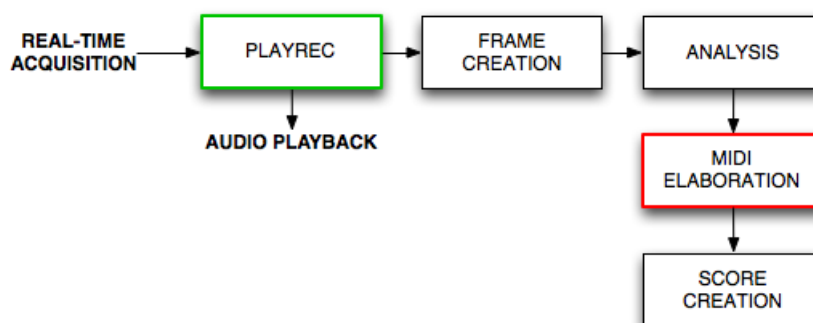 REAL-TIME
ACQUISITION
PLAYREC
FRAME
CREATION
ANALYSIS
AUDIO PLAYBACK
MIDI
ELABORATION
SCORE
CREATION